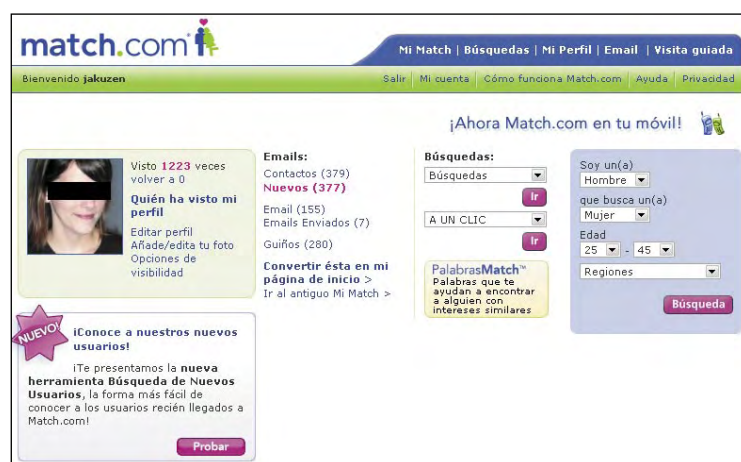 match.com
Mi Match | Búsquedas | Mi Perfil | Email | Visita guiada
Bienvenido jakuzen
Salir | Mi cuenta | Cómo funciona Match.com | Ayuda | Privacidad
¡Ahora Match.com en tu móvil!
Visto 1223 veces
volver a 0
Quién ha visto mi
perfil
Editar perfil
Añade/edita tu foto
Opciones de
visibilidad
Emails:
Contactos (379)
Nuevos (377)
Email (155)
Emails Enviados (7)
Guiños (280)
Convertir ésta en mi
página de inicio >
Ir al antiguo Mi Match >
Búsquedas:
Búsquedas
Ir
A UN CLIC
Ir
PalabrasMatch™
Palabras que te
ayudan a encontrar
a alguien con
intereses similares
Soy un(a)
Hombre
que busca un(a)
Mujer
Edad
25 - 45
Regiones
Búsqueda
NUEVO!
¡Conoce a nuestros nuevos
usuarios!
¡Te presentamos la nueva
herramienta Búsqueda de Nuevos
Usuarios, la forma más fácil de
conocer a los usuarios recién llegados a
Match.com!
Probar